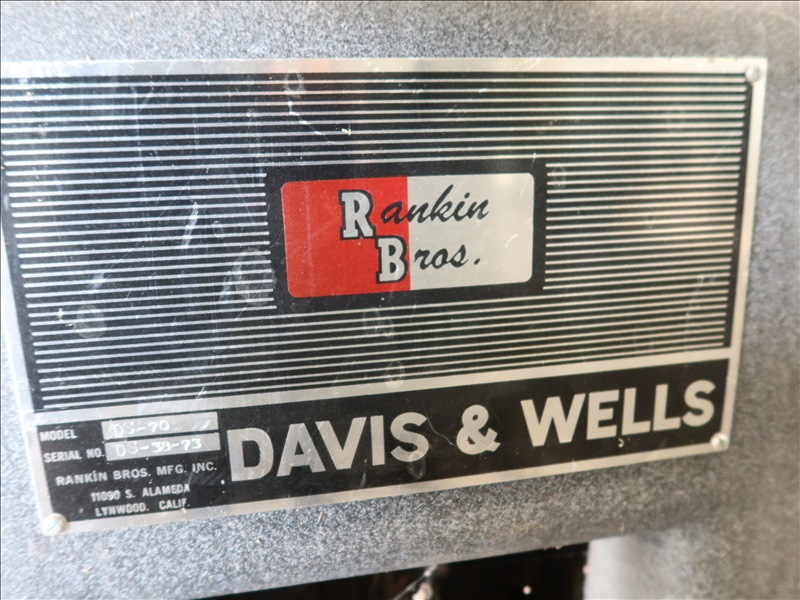 Rankin
Bros.
DAVIS & WELLS
MODEL DS-70
SERIAL NO. DS-38-73
RANKIN BROS. MFG. INC.
11090 S. ALAMEDA
LYNWOOD, CALIF.